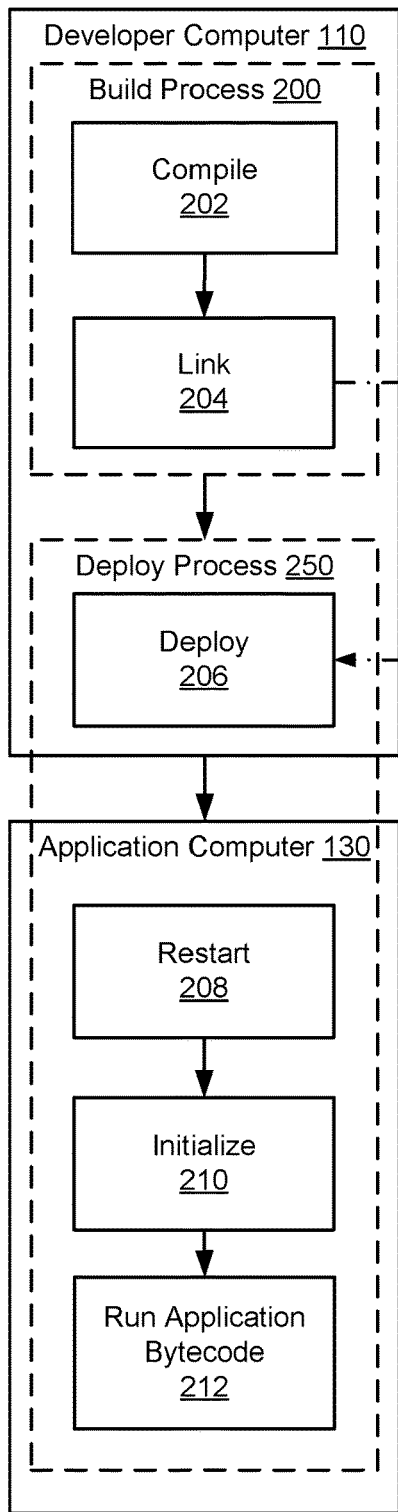 Developer Computer 110
Build Process 200
Compile
202
Link
204
Deploy Process 250
Deploy
206
Application Computer 130
Restart
208
Initialize
210
Run Application
Bytecode
212